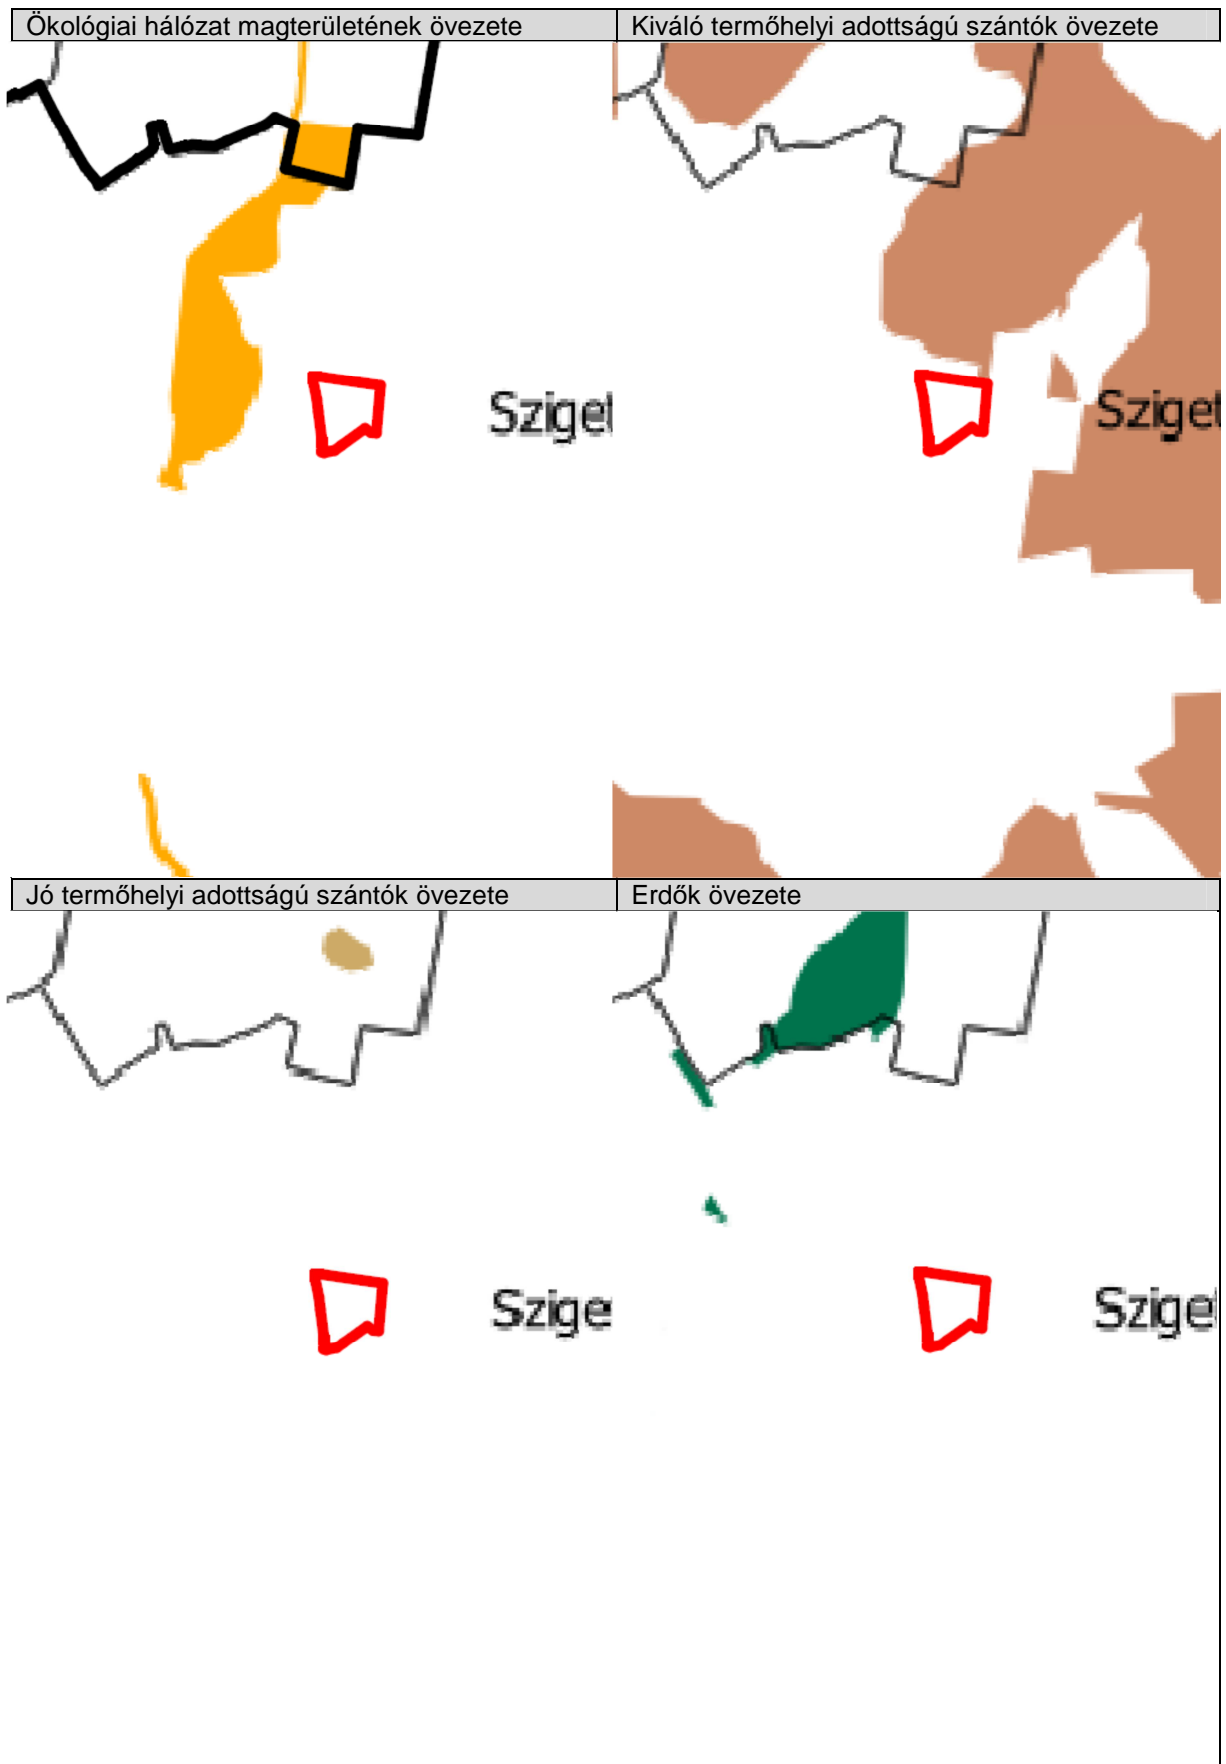 Ökológiai hálózat magterületének övezete
Kiváló termőhelyi adottságú szántók övezete
Sziget
Sziget
Jó termőhelyi adottságú szántók övezete
Erdők övezete
Szige
Sziget